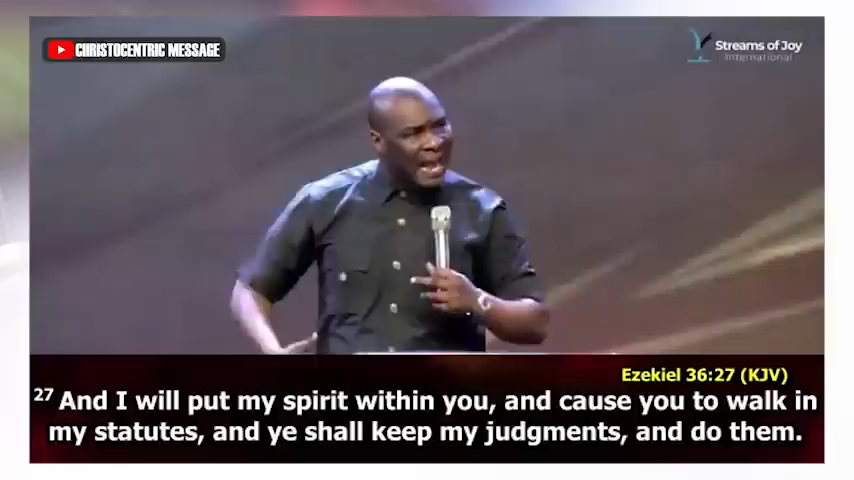 CHRISTOCENTRIC MESSAGE
Streams of Joy
International
Ezekiel 36:27 (KJV)
27 And I will put my spirit within you, and cause you to walk in
my statutes, and ye shall keep my judgments, and do them.